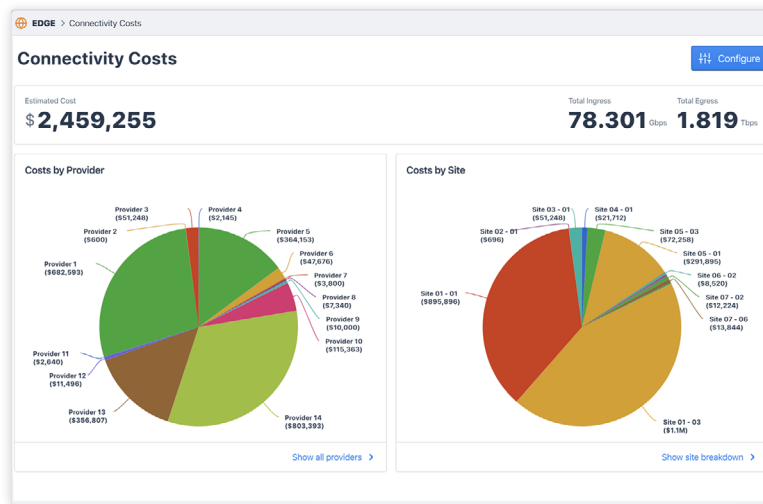 EDGE > Connectivity Costs
Connectivity Costs
Configure
Estimated Cost
$2,459,255
Total Ingress
78.301 Gbps
Total Egress
1.819 Tbps
Costs by Provider
Provider 3
($51,248)
Provider 4
($2,145)
Provider 2
($600)
Provider 5
($364,153)
Provider 6
($47,676)
Provider 1
($682,593)
Provider 7
($3,800)
Provider 8
($7,340)
Provider 9
($10,000)
Provider 10
($115,363)
Provider 11
($2,640)
Provider 12
($11,496)
Provider 13
($356,807)
Provider 14
($803,393)
Show all providers >
Costs by Site
Site 03 - 01
($51,248)
Site 04 - 01
($21,712)
Site 02 - 01
($696)
Site 05 - 03
($72,258)
Site 05 - 01
($291,895)
Site 06 - 02
($8,520)
Site 01 - 01
($895,896)
Site 07 - 02
($12,224)
Site 07 - 06
($13,844)
Site 01 - 03
($1.1M)
Show site breakdown >